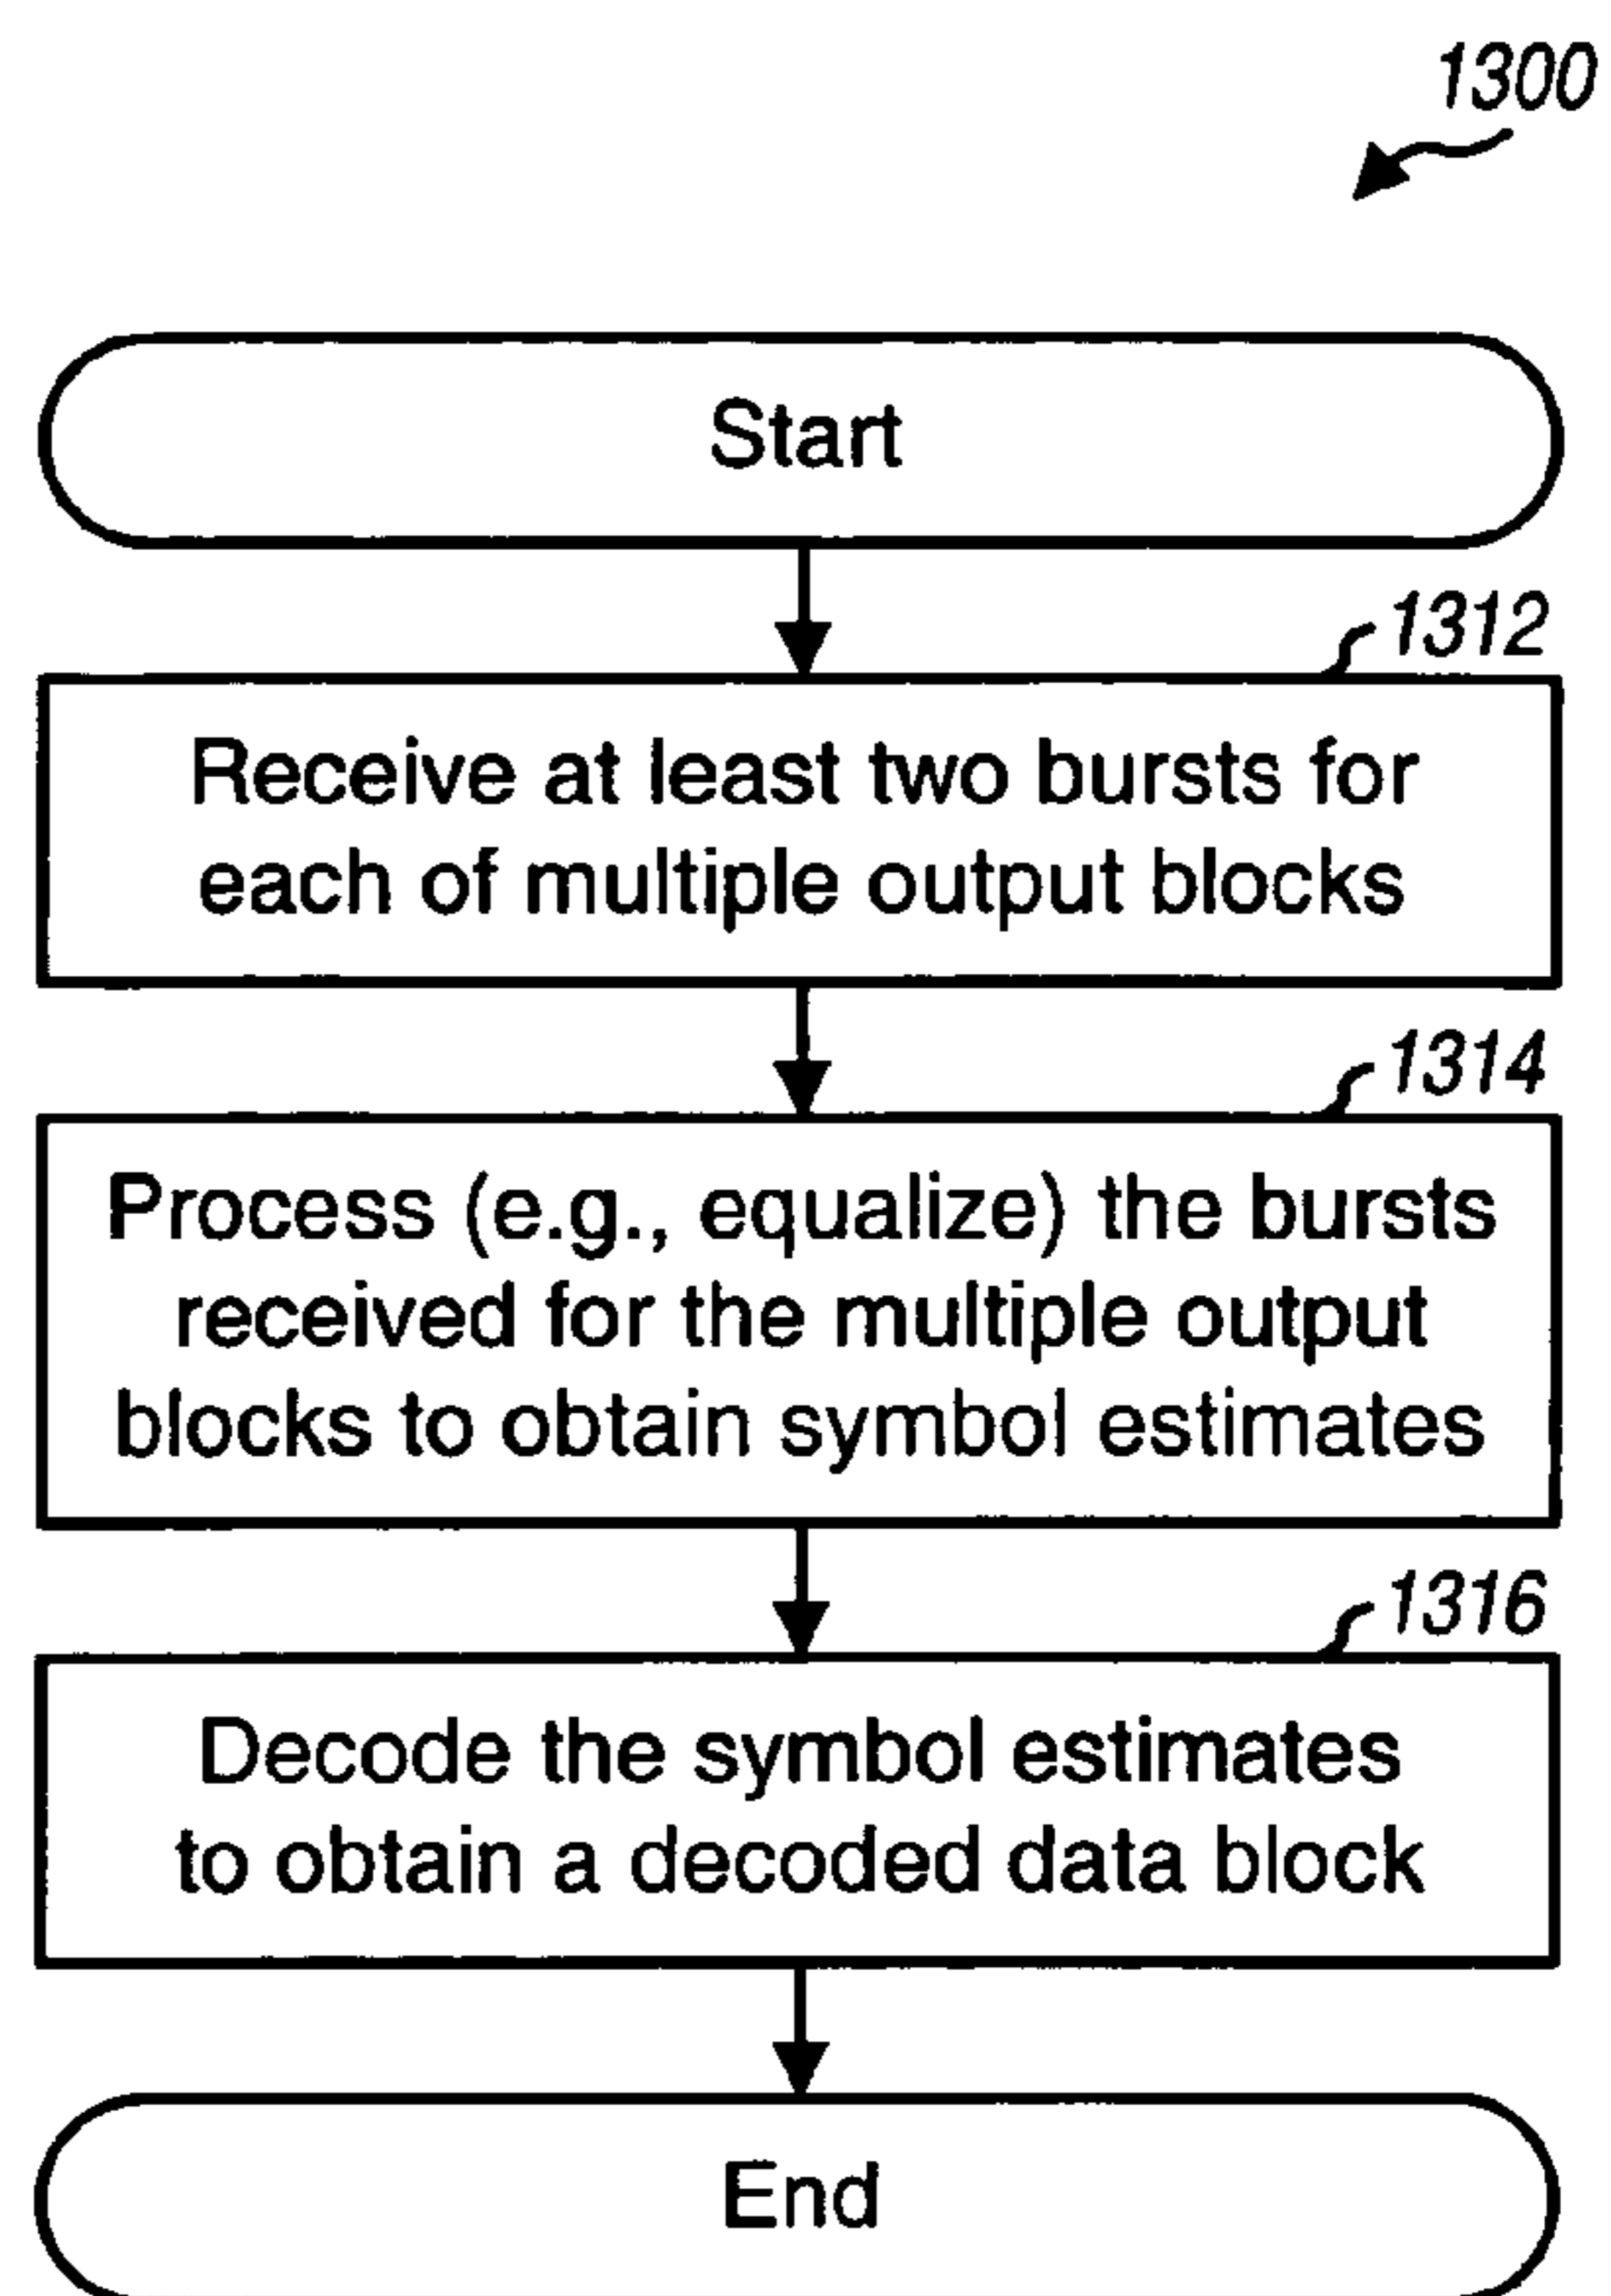 1300
Start
1312
Receive at least two bursts for
each of multiple output blocks
1314
Process (e.g., equalize) the bursts
received for the multiple output
blocks to obtain symbol estimates
1316
Decode the symbol estimates
to obtain a decoded data block
End